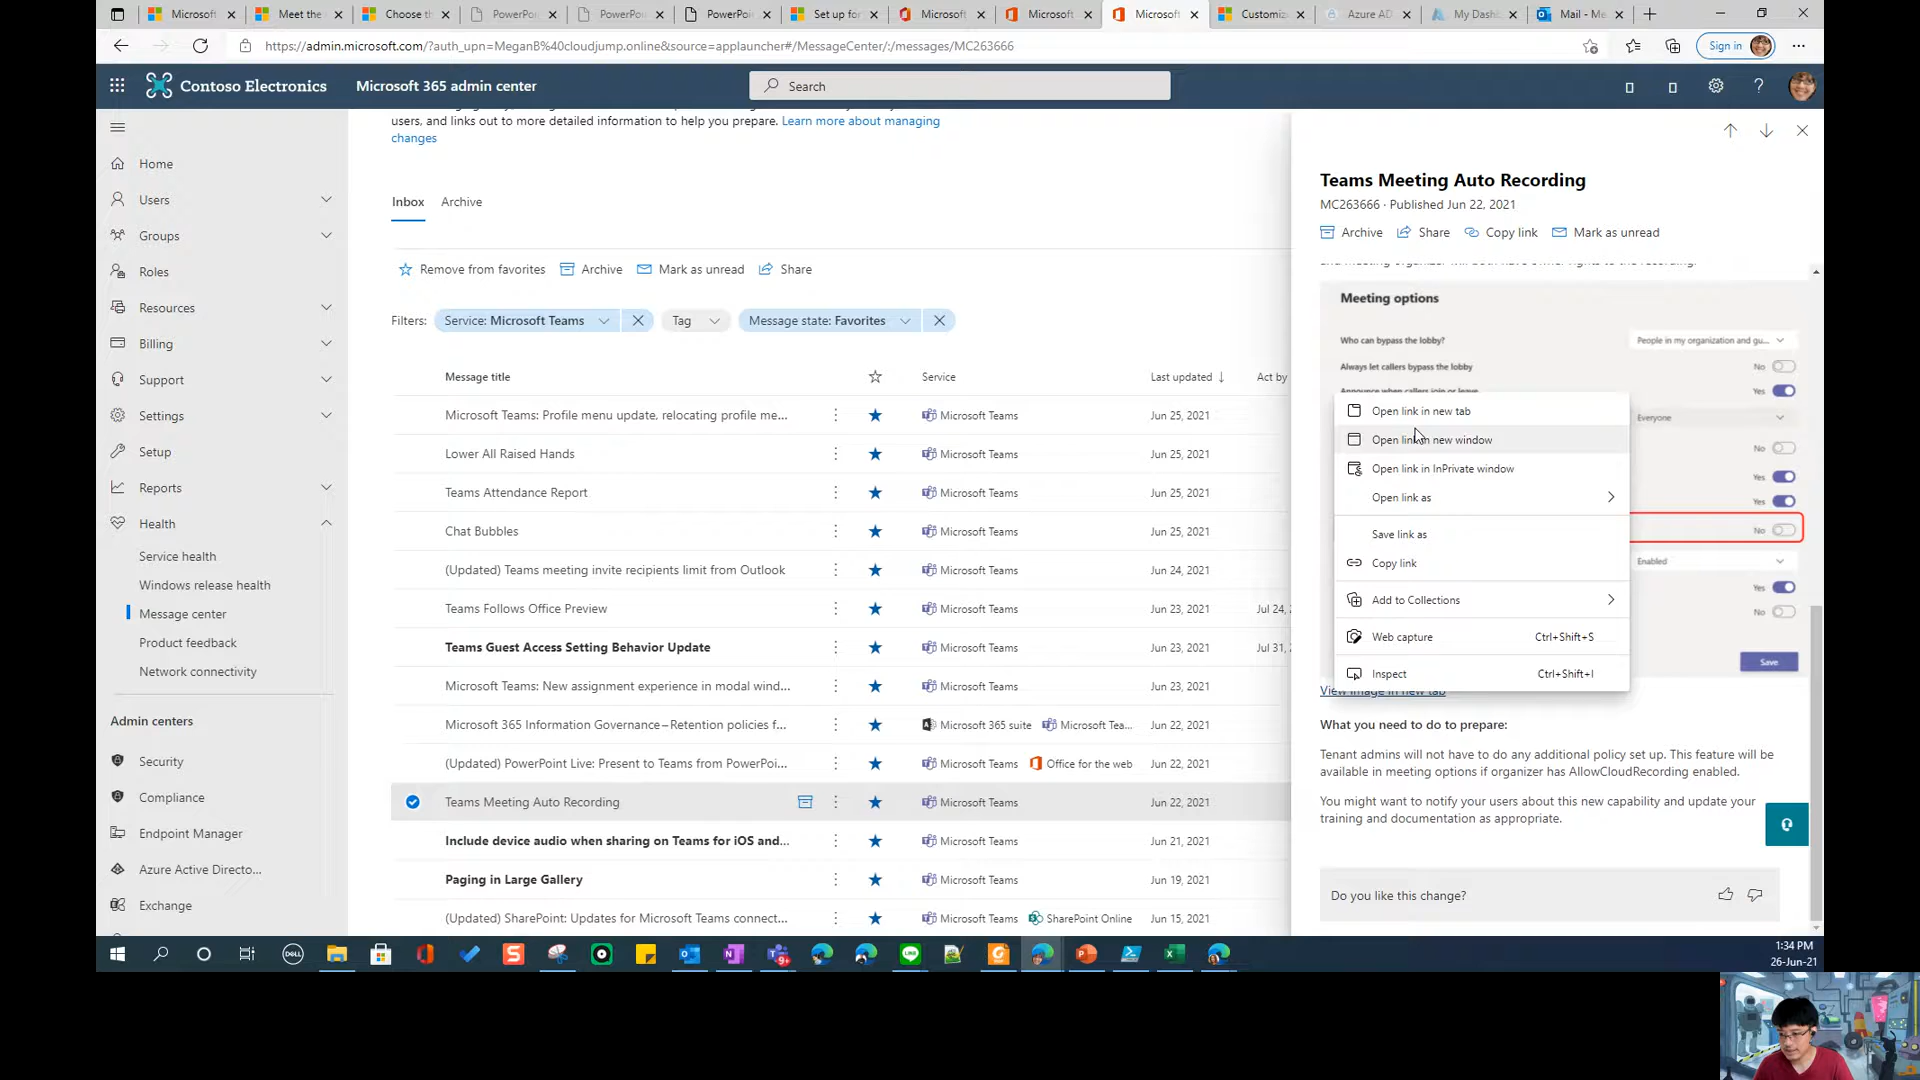 Microsoft
Meet the
Choose th
PowerPo
PowerPo
PowerPoi
Set up for
Microsoft
Microsoft
Microsoft
Customiz
Azure AD
My Dashb
Mail - Me
https://admin.microsoft.com/?auth_upn=MeganB%40cloudjump.online&source=applauncher#/MessageCenter/:/messages/MC263666
Sign in
Contoso Electronics
Microsoft 365 admin center
Search
?
Home
Users
Groups
Roles
Resources
Billing
Support
Settings
Setup
Reports
Health
Service health
Windows release health
Message center
Product feedback
Network connectivity
Admin centers
Security
Compliance
Endpoint Manager
Azure Active Directo...
Exchange
users, and links out to more detailed information to help you prepare. Learn more about managing
changes
Inbox Archive
Remove from favorites Archive Mark as unread Share
Filters: Service: Microsoft Teams Tag Message state: Favorites
Message title Service Last updated ↓ Act by
Microsoft Teams: Profile menu update, relocating profile me... Microsoft Teams Jun 25, 2021
Lower All Raised Hands Microsoft Teams Jun 25, 2021
Teams Attendance Report Microsoft Teams Jun 25, 2021
Chat Bubbles Microsoft Teams Jun 25, 2021
(Updated) Teams meeting invite recipients limit from Outlook Microsoft Teams Jun 24, 2021
Teams Follows Office Preview Microsoft Teams Jun 23, 2021 Jul 24,
Teams Guest Access Setting Behavior Update Microsoft Teams Jun 23, 2021 Jul 31,
Microsoft Teams: New assignment experience in modal wind... Microsoft Teams Jun 23, 2021
Microsoft 365 Information Governance – Retention policies f... Microsoft 365 suite Microsoft Tea... Jun 22, 2021
(Updated) PowerPoint Live: Present to Teams from PowerPoi... Microsoft Teams Office for the web Jun 22, 2021
Teams Meeting Auto Recording Microsoft Teams Jun 22, 2021
Include device audio when sharing on Teams for iOS and... Microsoft Teams Jun 21, 2021
Paging in Large Gallery Microsoft Teams Jun 19, 2021
(Updated) SharePoint: Updates for Microsoft Teams connect... Microsoft Teams SharePoint Online Jun 15, 2021
Teams Meeting Auto Recording
MC263666 · Published Jun 22, 2021
Archive Share Copy link Mark as unread
Meeting options
Who can bypass the lobby? People in my organization and gu...
Always let callers bypass the lobby No
Announce when callers join or leave Yes
Everyone
No
Yes
Yes
No
Enabled
Yes
No
Save
Open link in new tab
Open link in new window
Open link in InPrivate window
Open link as
Save link as
Copy link
Add to Collections
Web capture Ctrl+Shift+S
Inspect Ctrl+Shift+I
View image in new tab
What you need to do to prepare:
Tenant admins will not have to do any additional policy set up. This feature will be
available in meeting options if organizer has AllowCloudRecording enabled.
You might want to notify your users about this new capability and update your
training and documentation as appropriate.
Do you like this change?
DELL
1:34 PM
26-Jun-21